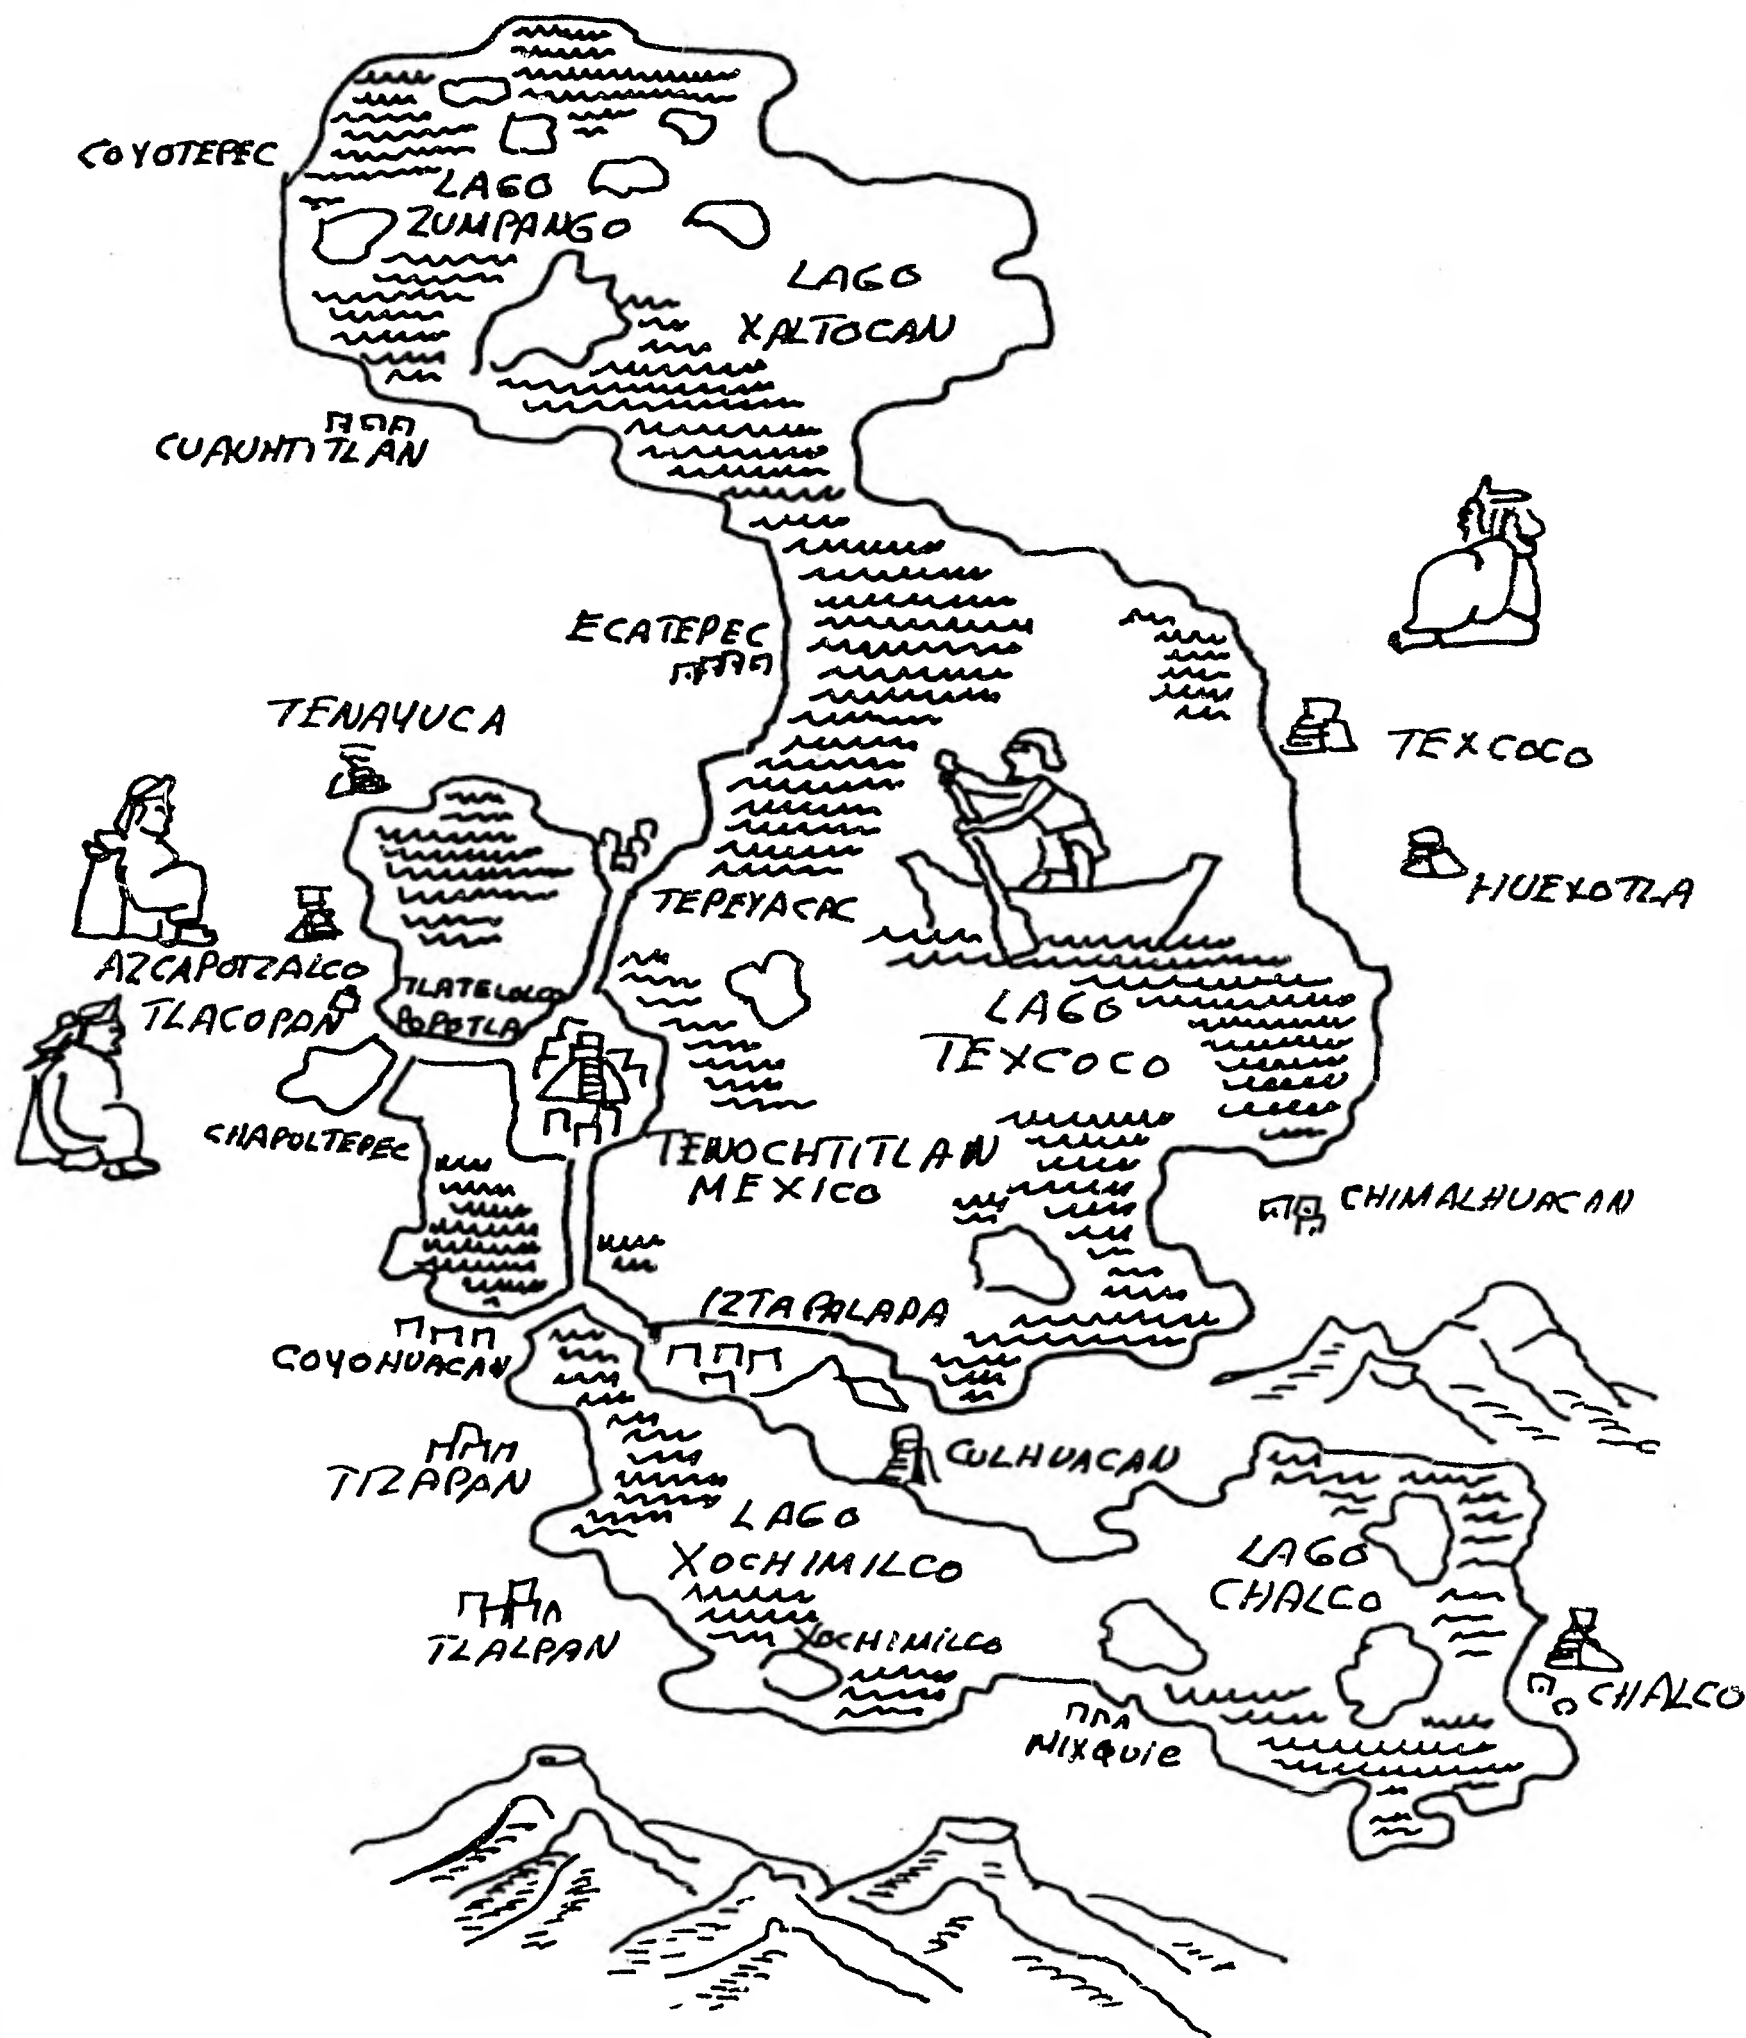 COYOTEPEC
LAGO
ZUMPANGO
LAGO
XALTOCAN
CUAUHTITLAN
ECATEPEC
TENAYUCA
TEXCOCO
HUEXOTLA
TEPEYACAC
AZCAPOTZALCO
TLACOPAN
TLATELOLCO
POPOTLA
LAGO
TEXCOCO
CHAPOLTEPEC
TENOCHTITLAN
MEXICO
CHIMALHUACAN
IZTAPALAPA
COYOHUACAN
CULHUACAN
TIZAPAN
LAGO
XOCHIMILCO
LAGO
CHALCO
TLALPAN
XOCHIMILCO
CHALCO
MIXQUIC